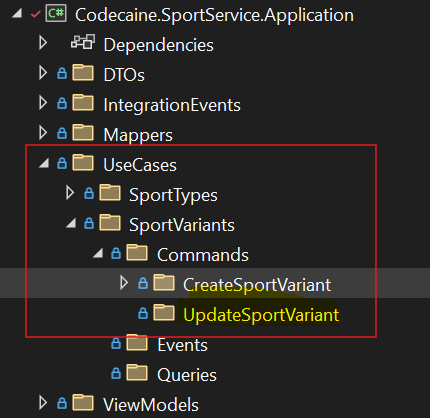 C# Codecaine.SportService.Application
Dependencies
DTOs
IntegrationEvents
Mappers
UseCases
SportTypes
SportVariants
Commands
CreateSportVariant
UpdateSportVariant
Events
Queries
ViewModels